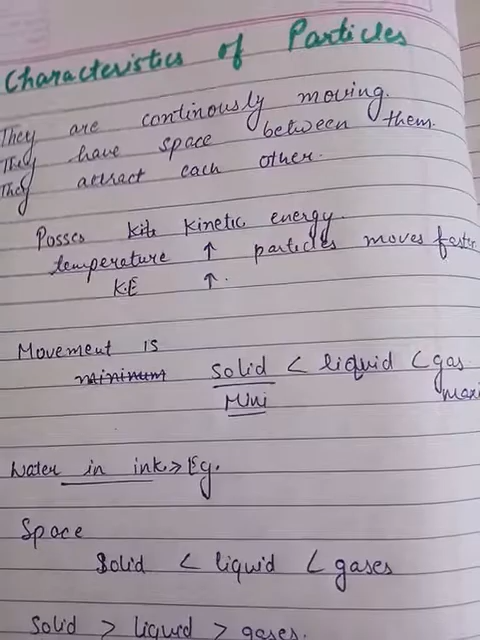 Characteristics of Particles
They are continously moving.
They have space between them.
They attract each other.
Posses kite kinetic energy.
temperature ↑ particles moves faster
K.E ↑.
Movement is
mininum Solid < liquid < gas
Mini maxi
Water in ink > Eg.
Space
Solid < liquid < gases
Solid > liquid > gases.